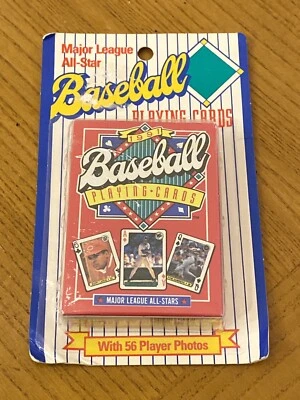 Major League
All-Star
Baseball
PLAYING CARDS
1991
Baseball
PLAYING • CARDS
MAJOR LEAGUE ALL-STARS
With 56 Player Photos